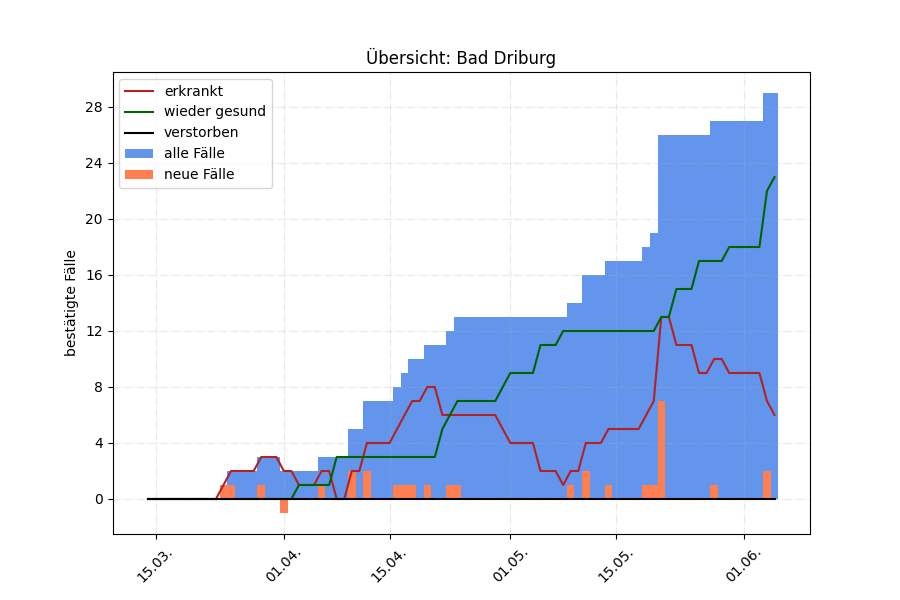 Übersicht: Bad Driburg
erkrankt
wieder gesund
verstorben
alle Fälle
neue Fälle
bestätigte Fälle
28
24
20
16
12
8
4
0
15.03.
01.04.
15.04.
01.05.
15.05.
01.06.